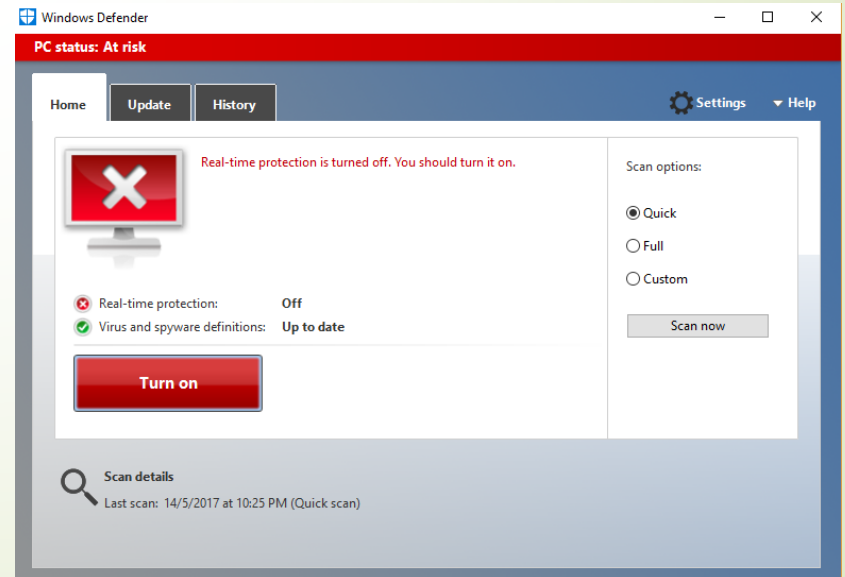 Windows Defender
PC status: At risk
Home Update History Settings Help
Real-time protection is turned off. You should turn it on.
Scan options:
Quick
Full
Custom
Real-time protection: Off
Virus and spyware definitions: Up to date
Scan now
Turn on
Scan details
Last scan: 14/5/2017 at 10:25 PM (Quick scan)